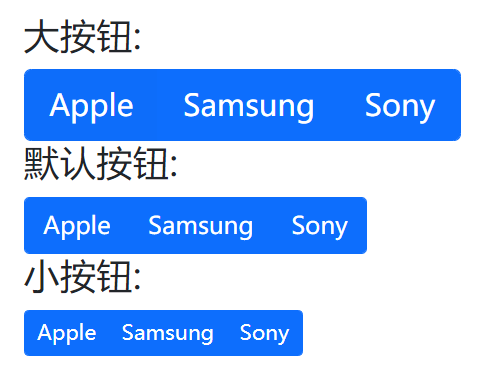 大按钮:
Apple Samsung Sony
默认按钮:
Apple Samsung Sony
小按钮:
Apple Samsung Sony